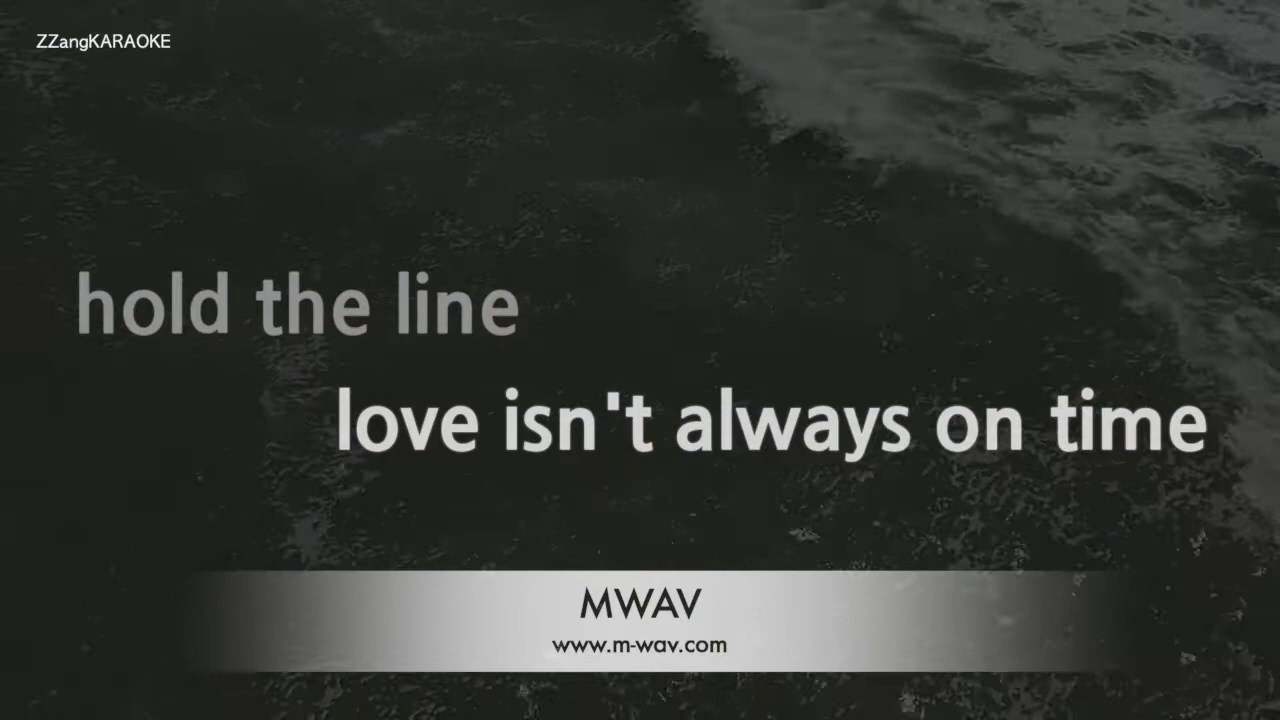 ZZangKARAOKE
hold the line
love isn't always on time
MWAV
www.m-wav.com